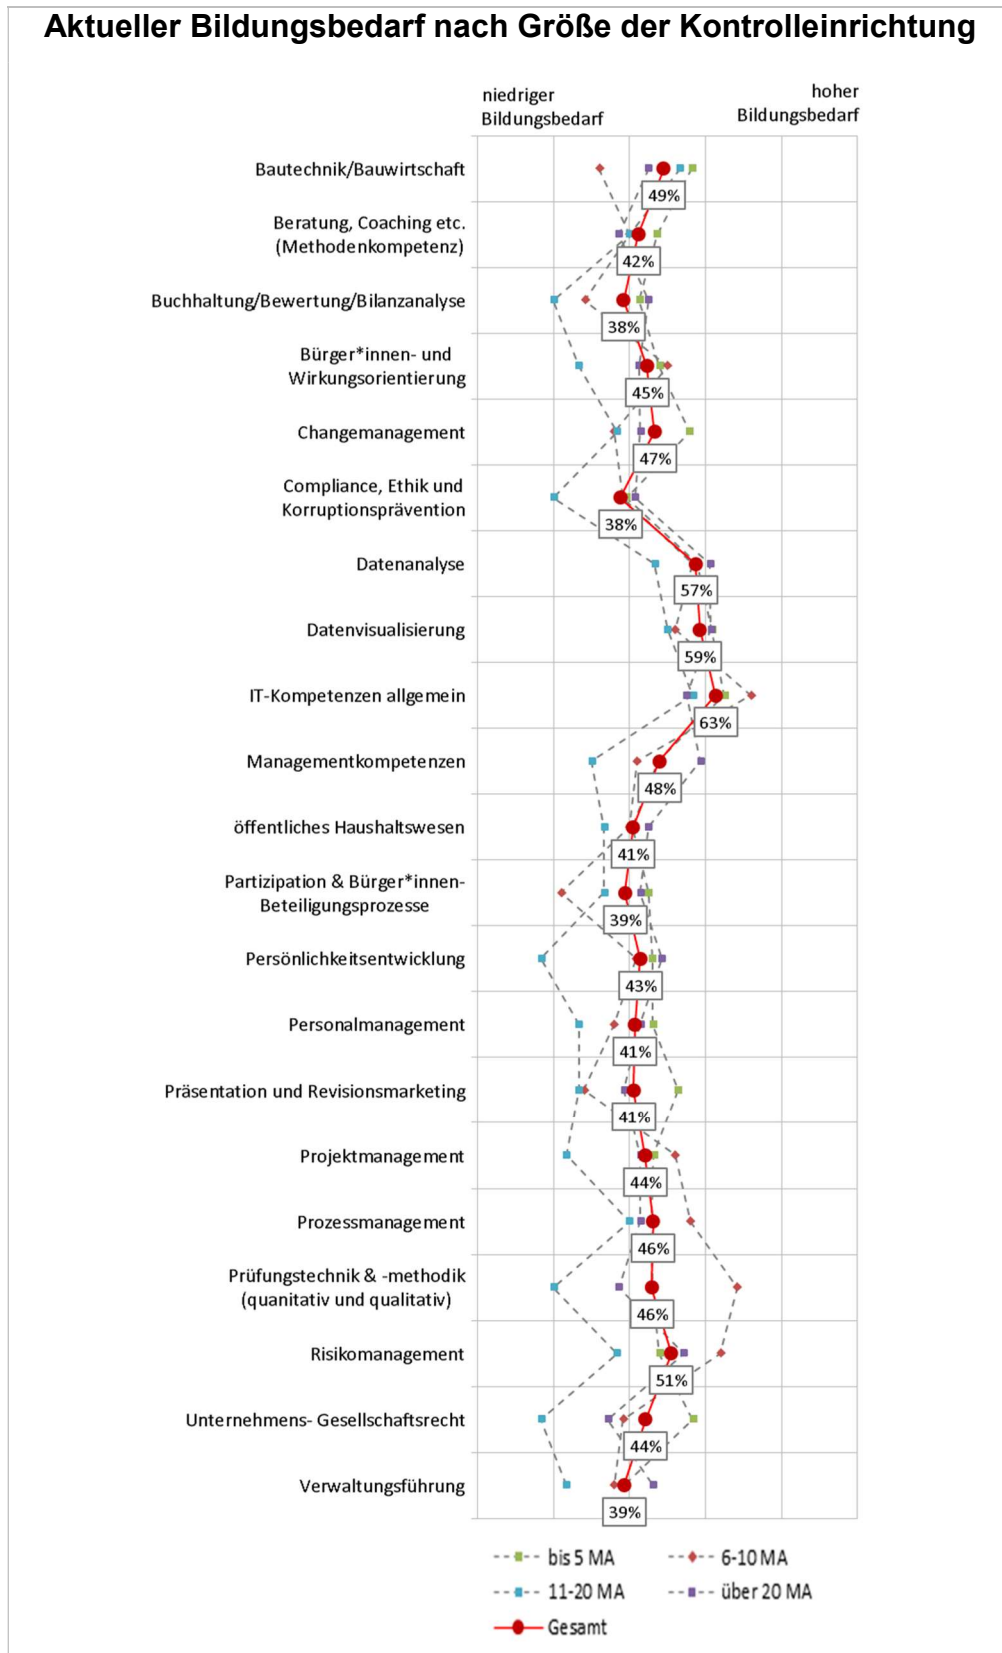 Aktueller Bildungsbedarf nach Größe der Kontrolleinrichtung
niedriger
Bildungsbedarf
hoher
Bildungsbedarf
Bautechnik/Bauwirtschaft
49%
Beratung, Coaching etc.
(Methodenkompetenz)
42%
Buchhaltung/Bewertung/Bilanzanalyse
38%
Bürger*innen- und
Wirkungsorientierung
45%
Changemanagement
47%
Compliance, Ethik und
Korruptionsprävention
38%
Datenanalyse
57%
Datenvisualisierung
59%
IT-Kompetenzen allgemein
63%
Managementkompetenzen
48%
öffentliches Haushaltswesen
41%
Partizipation & Bürger*innen-
Beteiligungsprozesse
39%
Persönlichkeitsentwicklung
43%
Personalmanagement
41%
Präsentation und Revisionsmarketing
41%
Projektmanagement
44%
Prozessmanagement
46%
Prüfungstechnik & -methodik
(quanitativ und qualitativ)
46%
Risikomanagement
51%
Unternehmens- Gesellschaftsrecht
44%
Verwaltungsführung
39%
bis 5 MA
6-10 MA
11-20 MA
über 20 MA
Gesamt